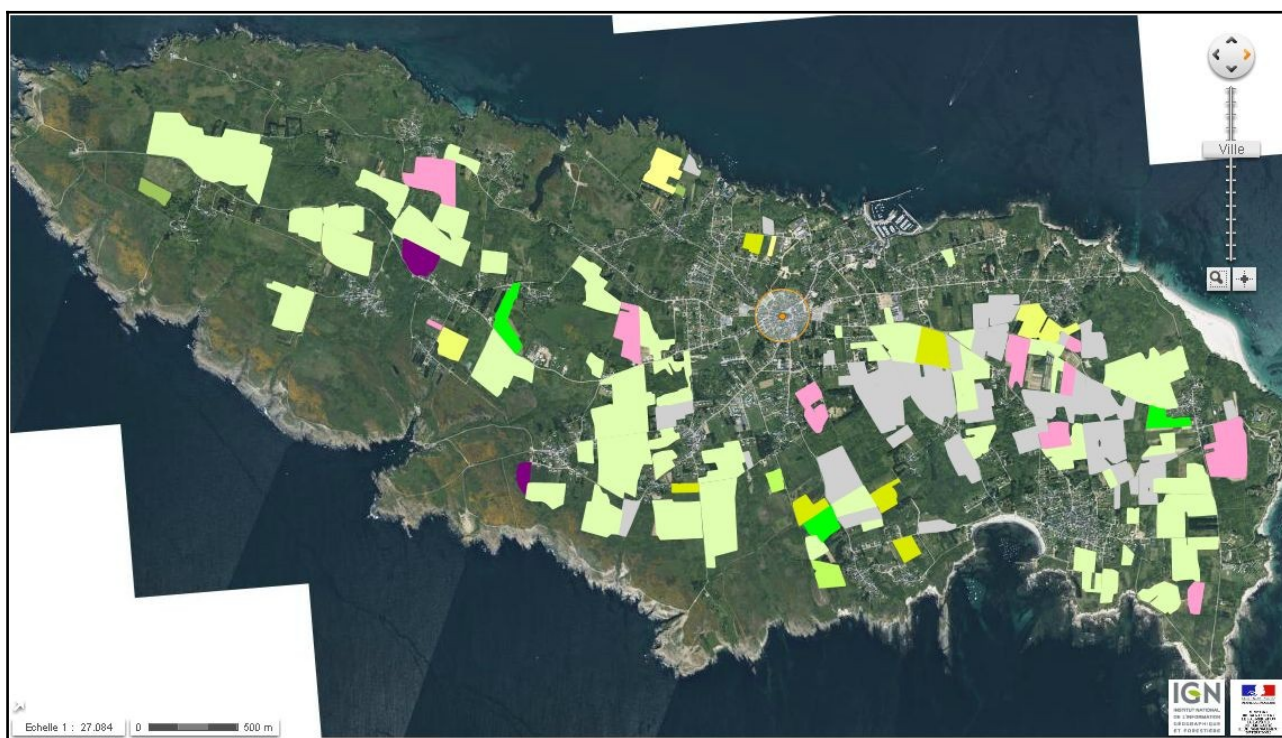 Ville
Echelle 1 : 27.084
0
500 m
IGN
INSTITUT NATIONAL
DE L'INFORMATION
GÉOGRAPHIQUE
ET FORESTIÈRE